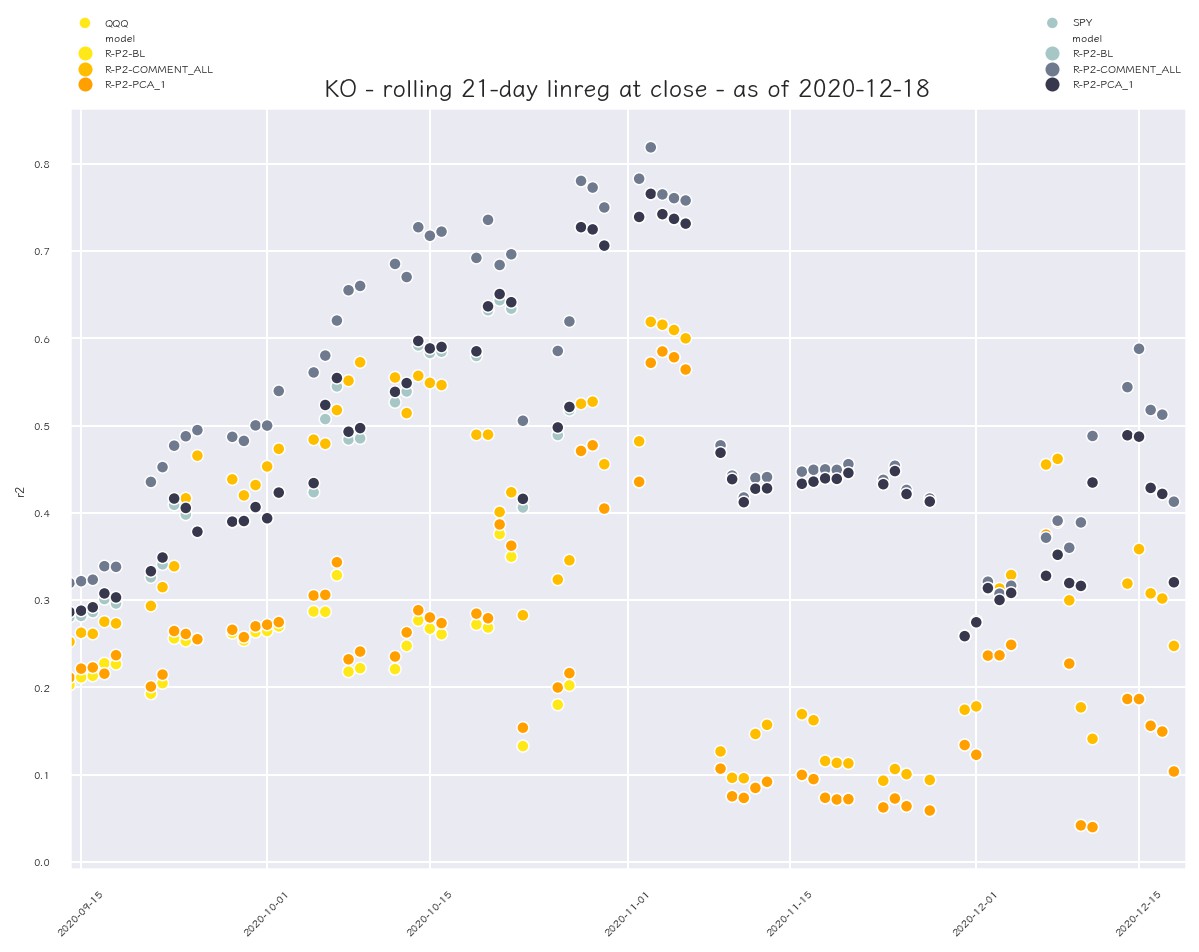 QQQ
model
R-P2-BL
R-P2-COMMENT_ALL
R-P2-PCA_1
SPY
model
R-P2-BL
R-P2-COMMENT_ALL
R-P2-PCA_1
KO - rolling 21-day linreg at close - as of 2020-12-18
r2
0.8
0.7
0.6
0.5
0.4
0.3
0.2
0.1
0.0
2020-09-15
2020-10-01
2020-10-15
2020-11-01
2020-11-15
2020-12-01
2020-12-15